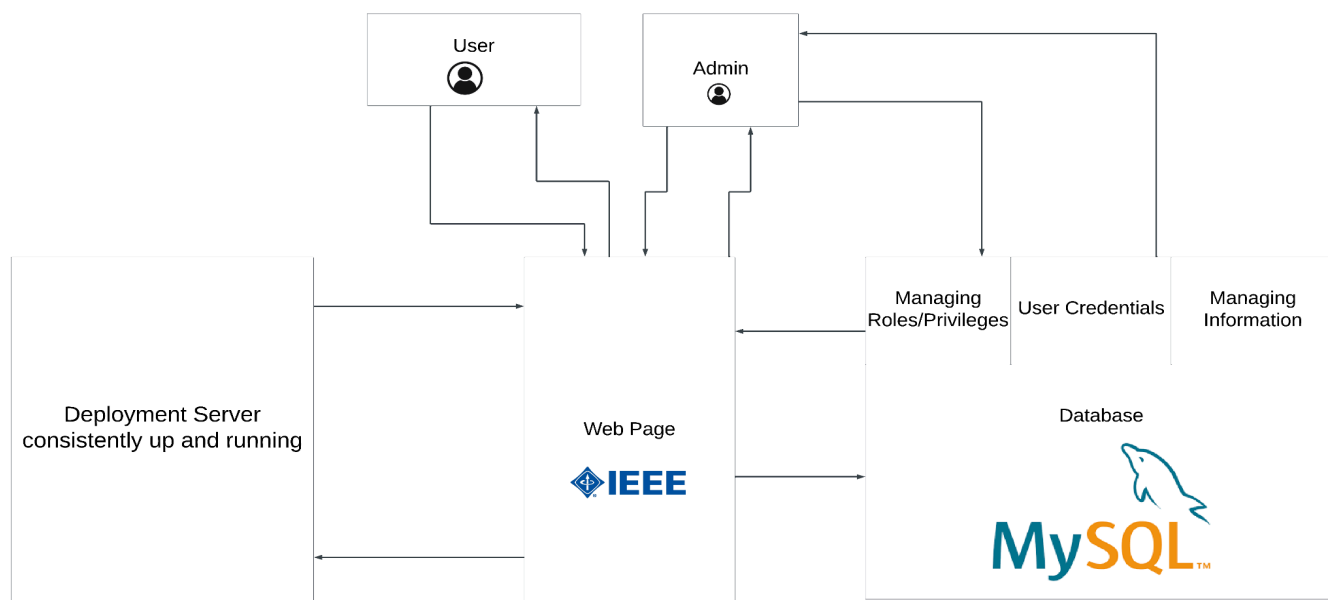 User
Admin
Managing
Roles/Privileges
User Credentials
Managing
Information
Deployment Server
consistently up and running
Web Page
IEEE
Database
MySQL™